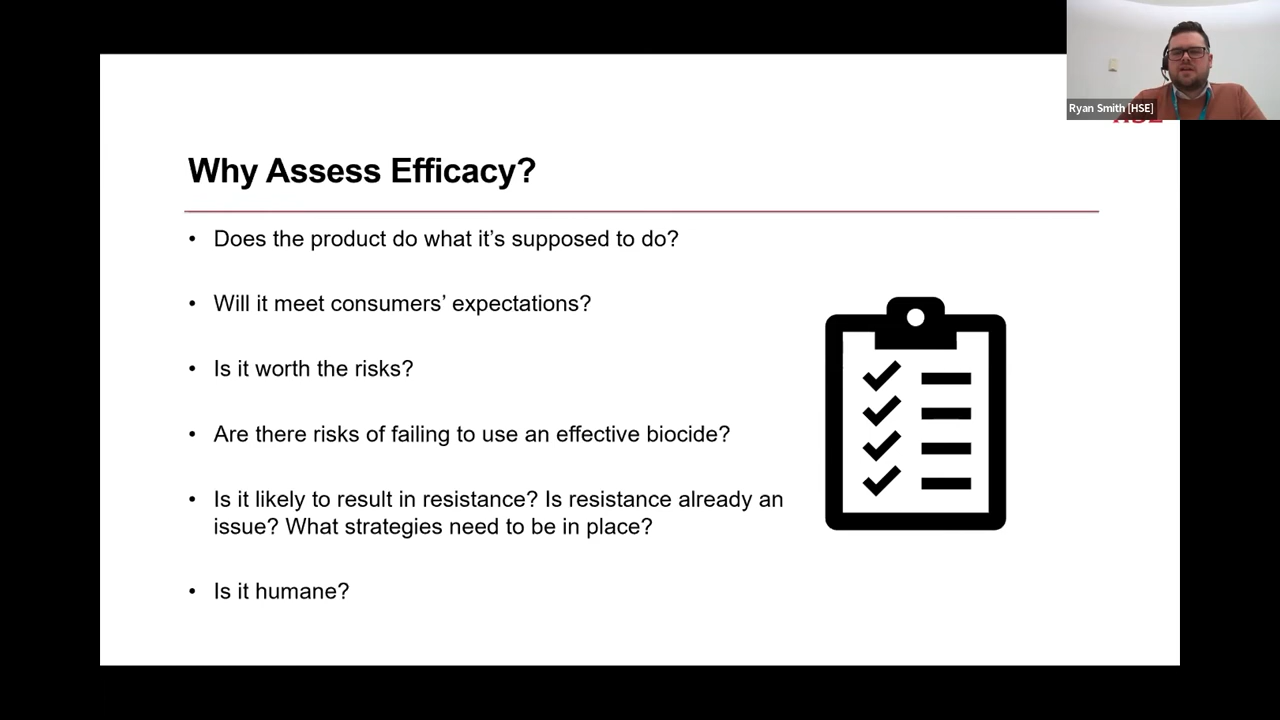 Ryan Smith [HSE]
Why Assess Efficacy?
• Does the product do what it’s supposed to do?
• Will it meet consumers’ expectations?
• Is it worth the risks?
• Are there risks of failing to use an effective biocide?
• Is it likely to result in resistance? Is resistance already an
issue? What strategies need to be in place?
• Is it humane?